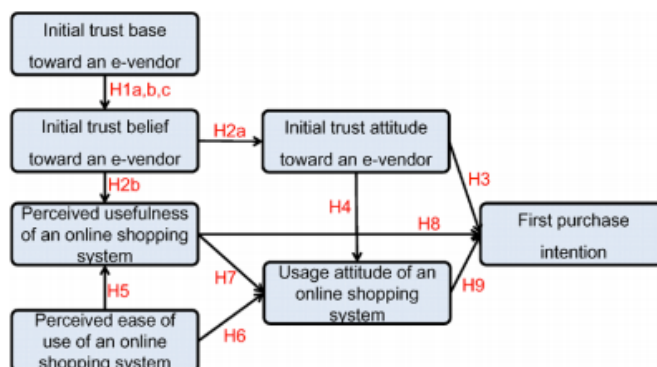 Initial trust base
toward an e-vendor
H1a,b,c
Initial trust belief
toward an e-vendor
H2a
Initial trust attitude
toward an e-vendor
H2b
H3
H4
Perceived usefulness
of an online shopping
system
H8
First purchase
intention
H7
Usage attitude of an
online shopping
system
H9
H5
H6
Perceived ease of
use of an online
shopping system